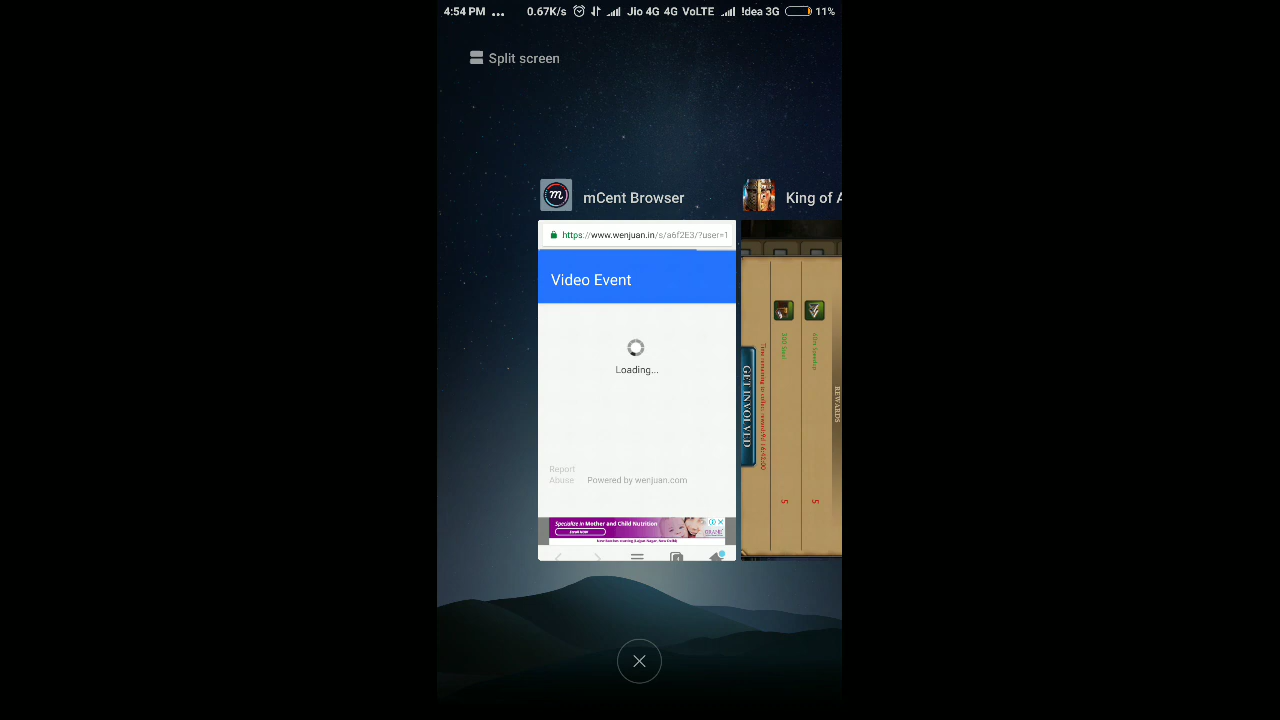 4:54 PM ... 0.67K/s Jio 4G 4G VoLTE !dea 3G 11%
Split screen
mCent Browser
King of A
https://www.wenjuan.in/s/a6f2E3/?user=1
Video Event
Loading...
Report
Abuse
Powered by wenjuan.com
Specialize in Mother and Child Nutrition
REWARDS
GET INVOLVED
5
5